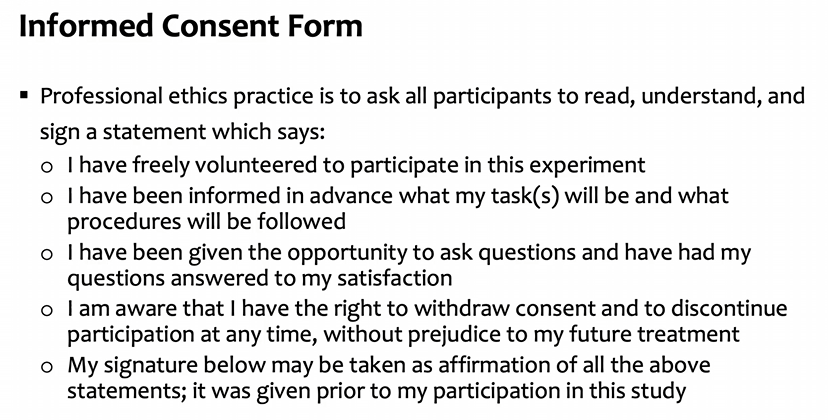 Informed Consent Form
▪ Professional ethics practice is to ask all participants to read, understand, and
sign a statement which says:
o I have freely volunteered to participate in this experiment
o I have been informed in advance what my task(s) will be and what
procedures will be followed
o I have been given the opportunity to ask questions and have had my
questions answered to my satisfaction
o I am aware that I have the right to withdraw consent and to discontinue
participation at any time, without prejudice to my future treatment
o My signature below may be taken as affirmation of all the above
statements; it was given prior to my participation in this study